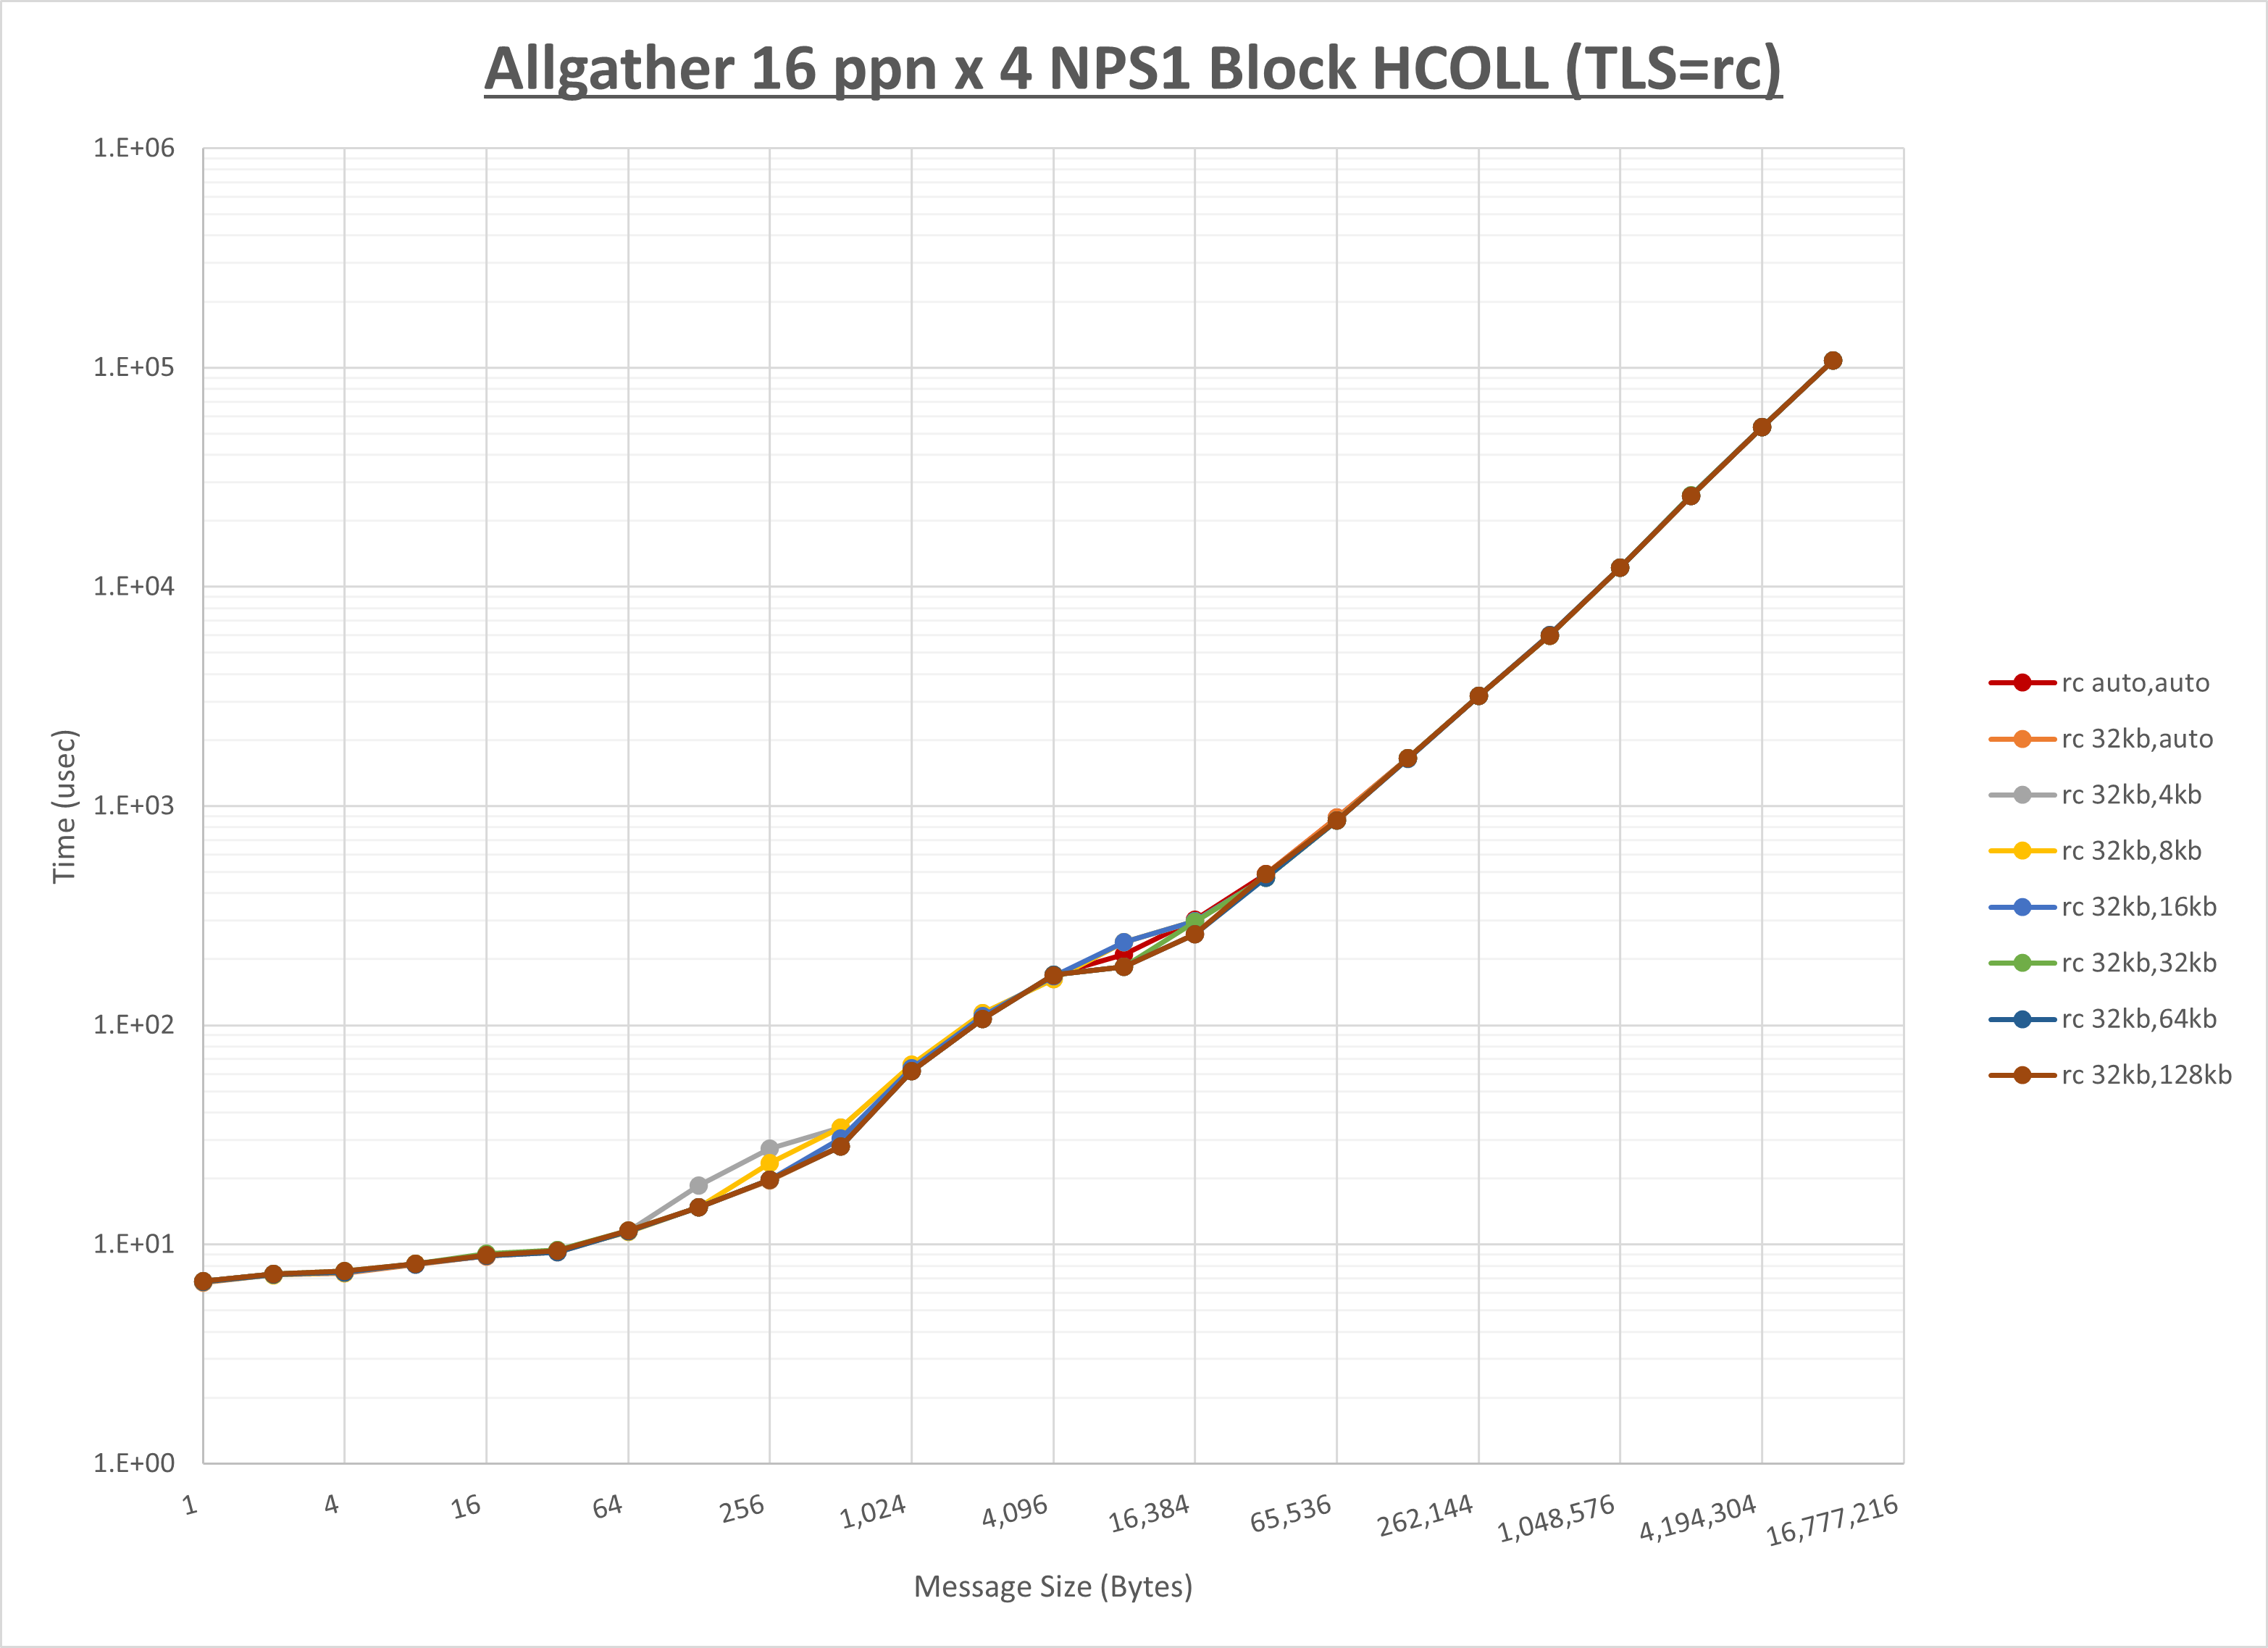 Allgather 16 ppn x 4 NPS1 Block HCOLL (TLS=rc)
1.E+06
1.E+05
1.E+04
1.E+03
1.E+02
1.E+01
1.E+00
Time (usec)
1 4 16 64 256 1,024 4,096 16,384 65,536 262,144 1,048,576 4,194,304 16,777,216
Message Size (Bytes)
rc auto,auto
rc 32kb,auto
rc 32kb,4kb
rc 32kb,8kb
rc 32kb,16kb
rc 32kb,32kb
rc 32kb,64kb
rc 32kb,128kb